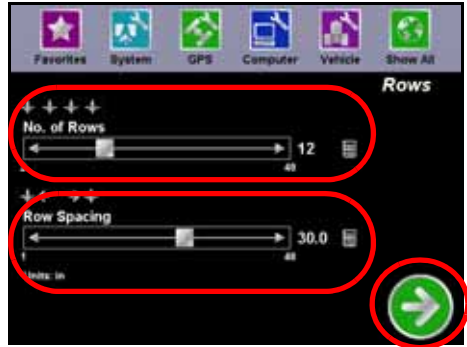 Favorites System GPS Computer Vehicle Show All
Rows
No. of Rows
12
48
Row Spacing
30.0
1 48
Units: in